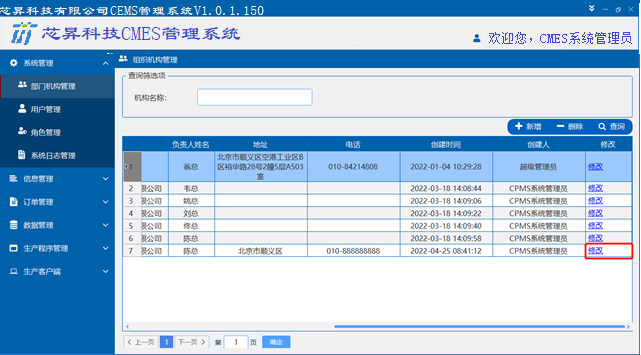 芯昇科技有限公司CEMS管理系统V1.0.1.150
芯昇科技CMES管理系统
欢迎您，CMES系统管理员
系统管理
部门机构管理
用户管理
角色管理
系统日志管理
信息管理
订单管理
数据管理
生产程序管理
生产客户端
组织机构管理
查询筛选项
机构名称:
新增 删除 查询
负责人姓名 地址 电话 创建时间 创建人 修改
1 翁总 北京市顺义区空港工业区B区裕华路28号2幢5层A503室 010-84214808 2022-01-04 10:29:28 超级管理员 修改
2 限公司 韦总 2022-03-18 14:08:44 CPMS系统管理员 修改
3 限公司 姚总 2022-03-18 14:09:06 CPMS系统管理员 修改
4 限公司 刘总 2022-03-18 14:09:22 CPMS系统管理员 修改
5 限公司 佟总 2022-03-18 14:09:40 CPMS系统管理员 修改
6 限公司 陈总 2022-03-18 14:09:58 CPMS系统管理员 修改
7 限公司 陈总 北京市顺义区 010-888888888 2022-04-25 08:41:12 CPMS系统管理员 修改
上一页 1 下一页 第 1 页 确定